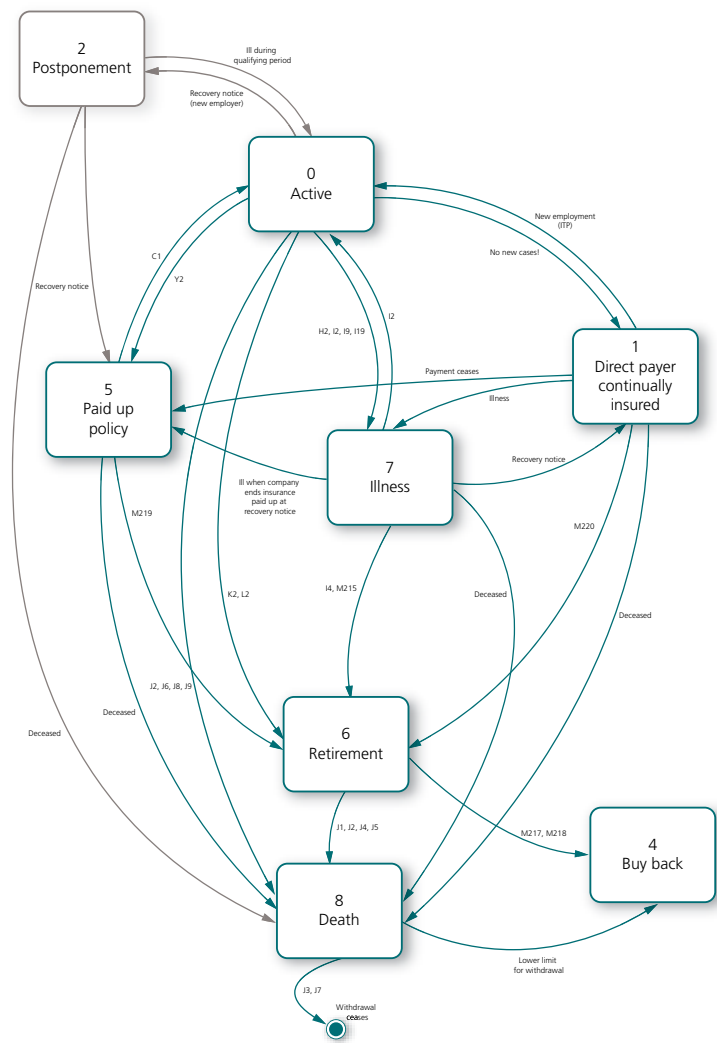 2
Postponement
Ill during
qualifying period
Recovery notice
(new employer)
0
Active
New employment
(ITP)
No new cases!
C1
Y2
Recovery notice
I2
H2, I2, I9, I19
1
Direct payer
continually
insured
5
Paid up
policy
Payment ceases
Illness
7
Illness
Recovery notice
Ill when company
ends insurance
paid up at
recovery notice
M219
M220
K2, L2
I4, M215
Deceased
Deceased
J2, J6, J8, J9
Deceased
Deceased
6
Retirement
J1, J2, J4, J5
M217, M218
4
Buy back
8
Death
Lower limit
for withdrawal
J3, J7
Withdrawal
ceases